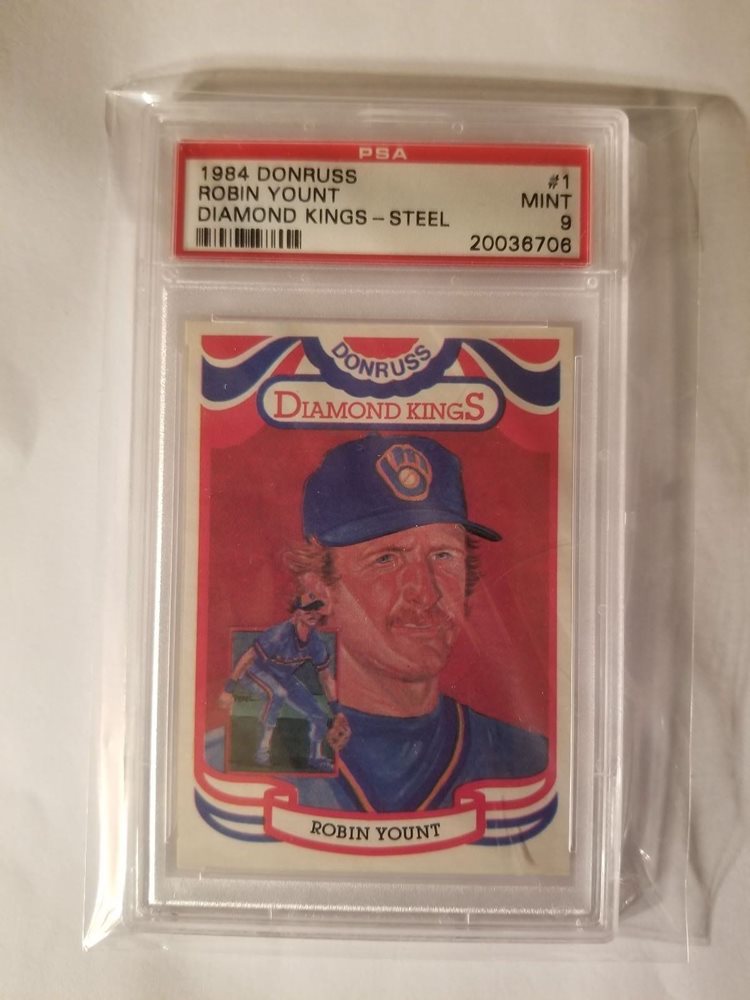 PSA
1984 DONRUSS #1
ROBIN YOUNT MINT
DIAMOND KINGS - STEEL 9
20036706
DONRUSS
DIAMOND KINGS
ROBIN YOUNT